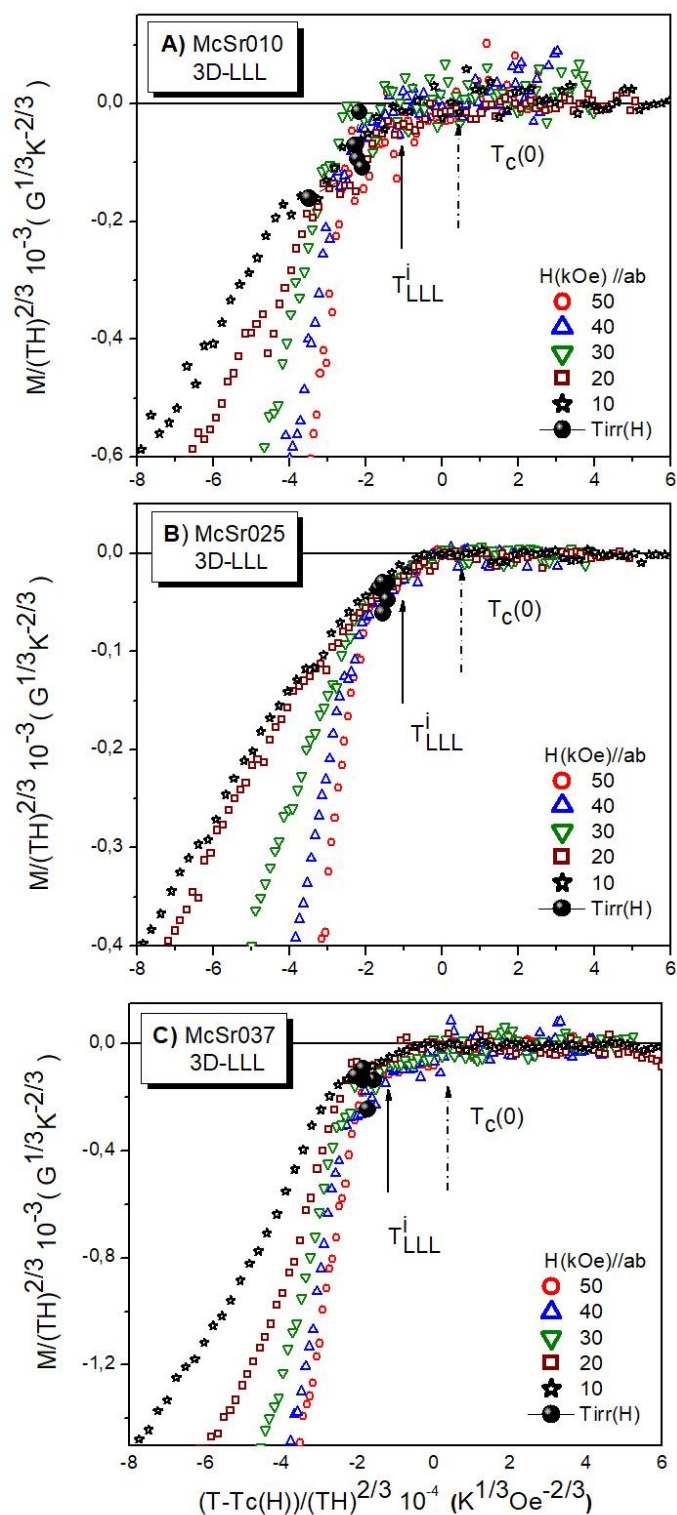 A) McSr010
3D-LLL
0,0
-0,2
-0,4
-0,6
M/(TH)^2/3 10^-3 (G^1/3K^-2/3)
T_c(0)
T^i_LLL
H(kOe) //ab
50
40
30
20
10
Tirr(H)
-8 -6 -4 -2 0 2 4 6
B) McSr025
3D-LLL
0,0
-0,1
-0,2
-0,3
-0,4
M/(TH)^2/3 10^-3 (G^1/3K^-2/3)
T_c(0)
T^i_LLL
H(kOe)//ab
50
40
30
20
10
Tirr(H)
-8 -6 -4 -2 0 2 4 6
C) McSr037
3D-LLL
0,0
-0,4
-0,8
-1,2
M/(TH)^2/3 10^-3 (G^1/3K^-2/3)
T_c(0)
T^i_LLL
H(kOe)//ab
50
40
30
20
10
Tirr(H)
-8 -6 -4 -2 0 2 4 6
(T-Tc(H))/(TH)^2/3 10^-4 (K^1/3Oe^-2/3)